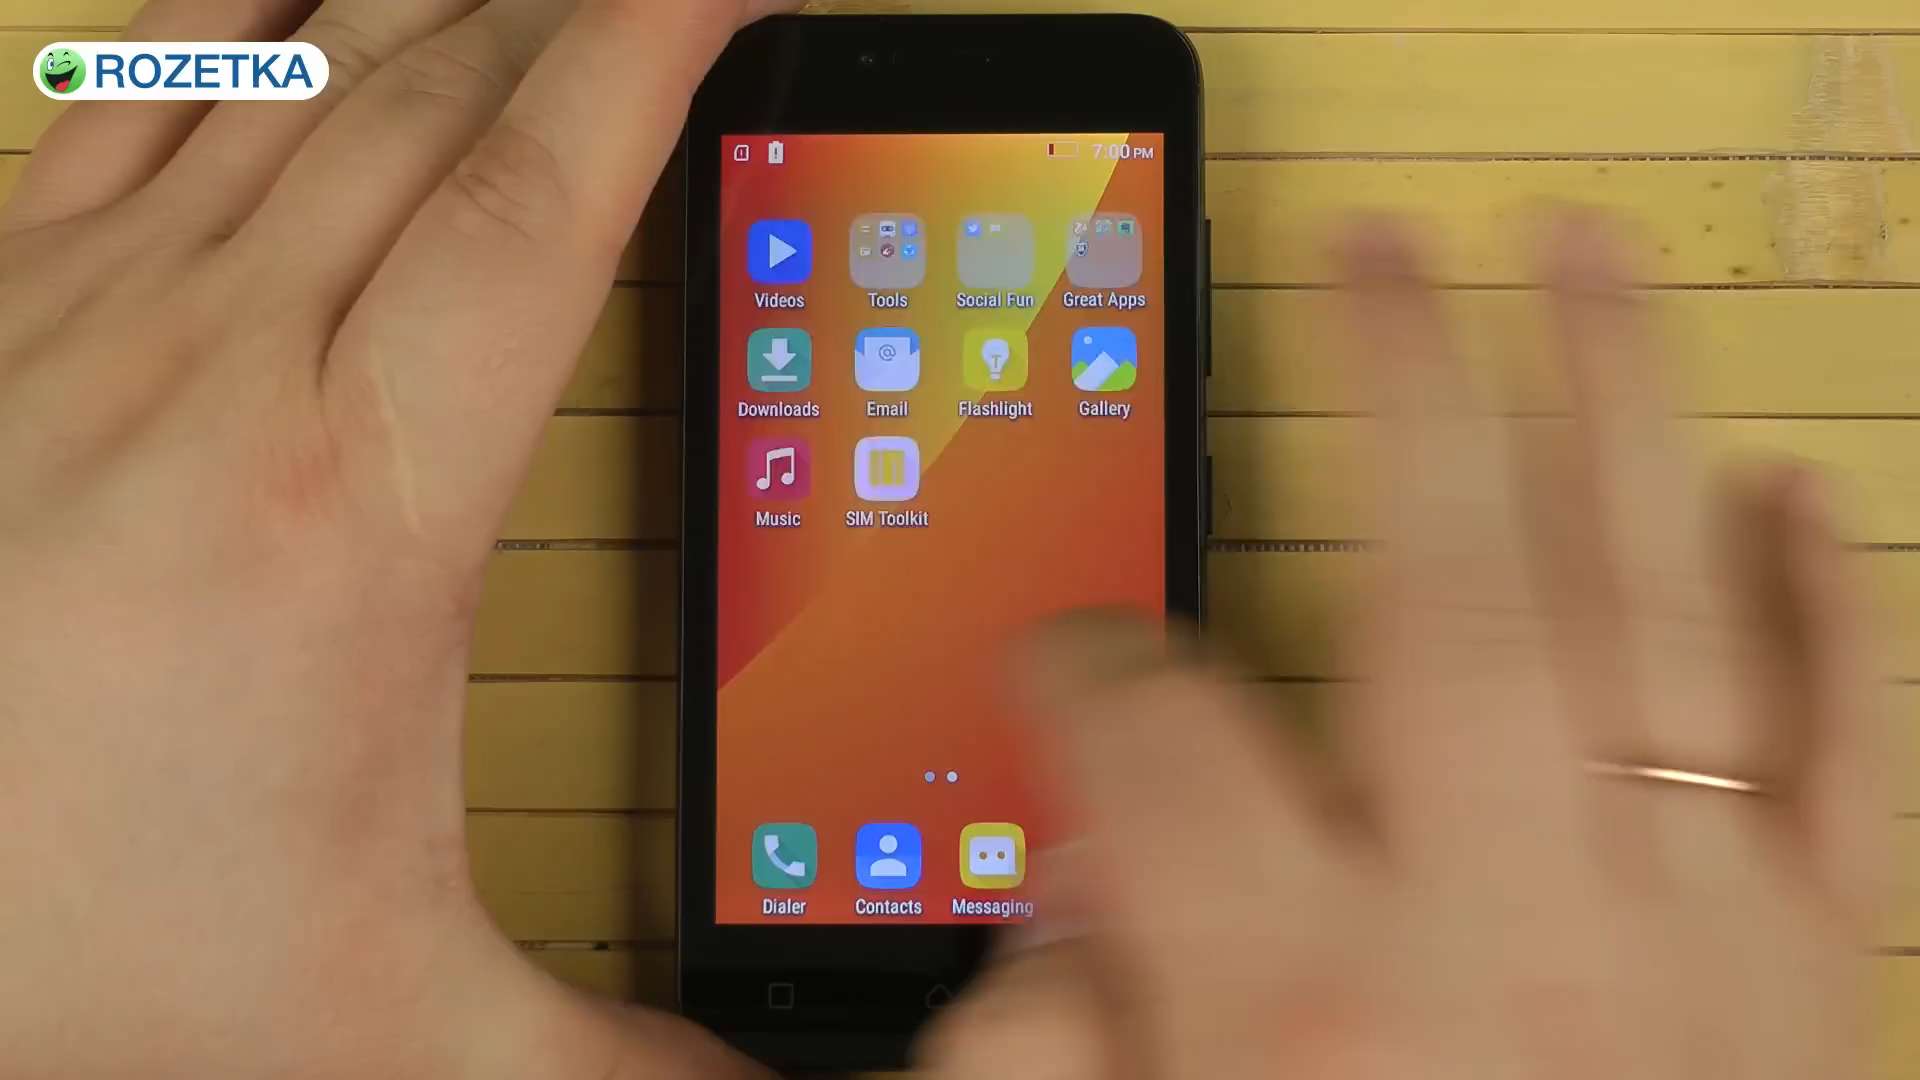 ROZETKA
7:00 PM
Videos
Tools
Social Fun
Great Apps
Downloads
Email
Flashlight
Gallery
Music
SIM Toolkit
Dialer
Contacts
Messaging